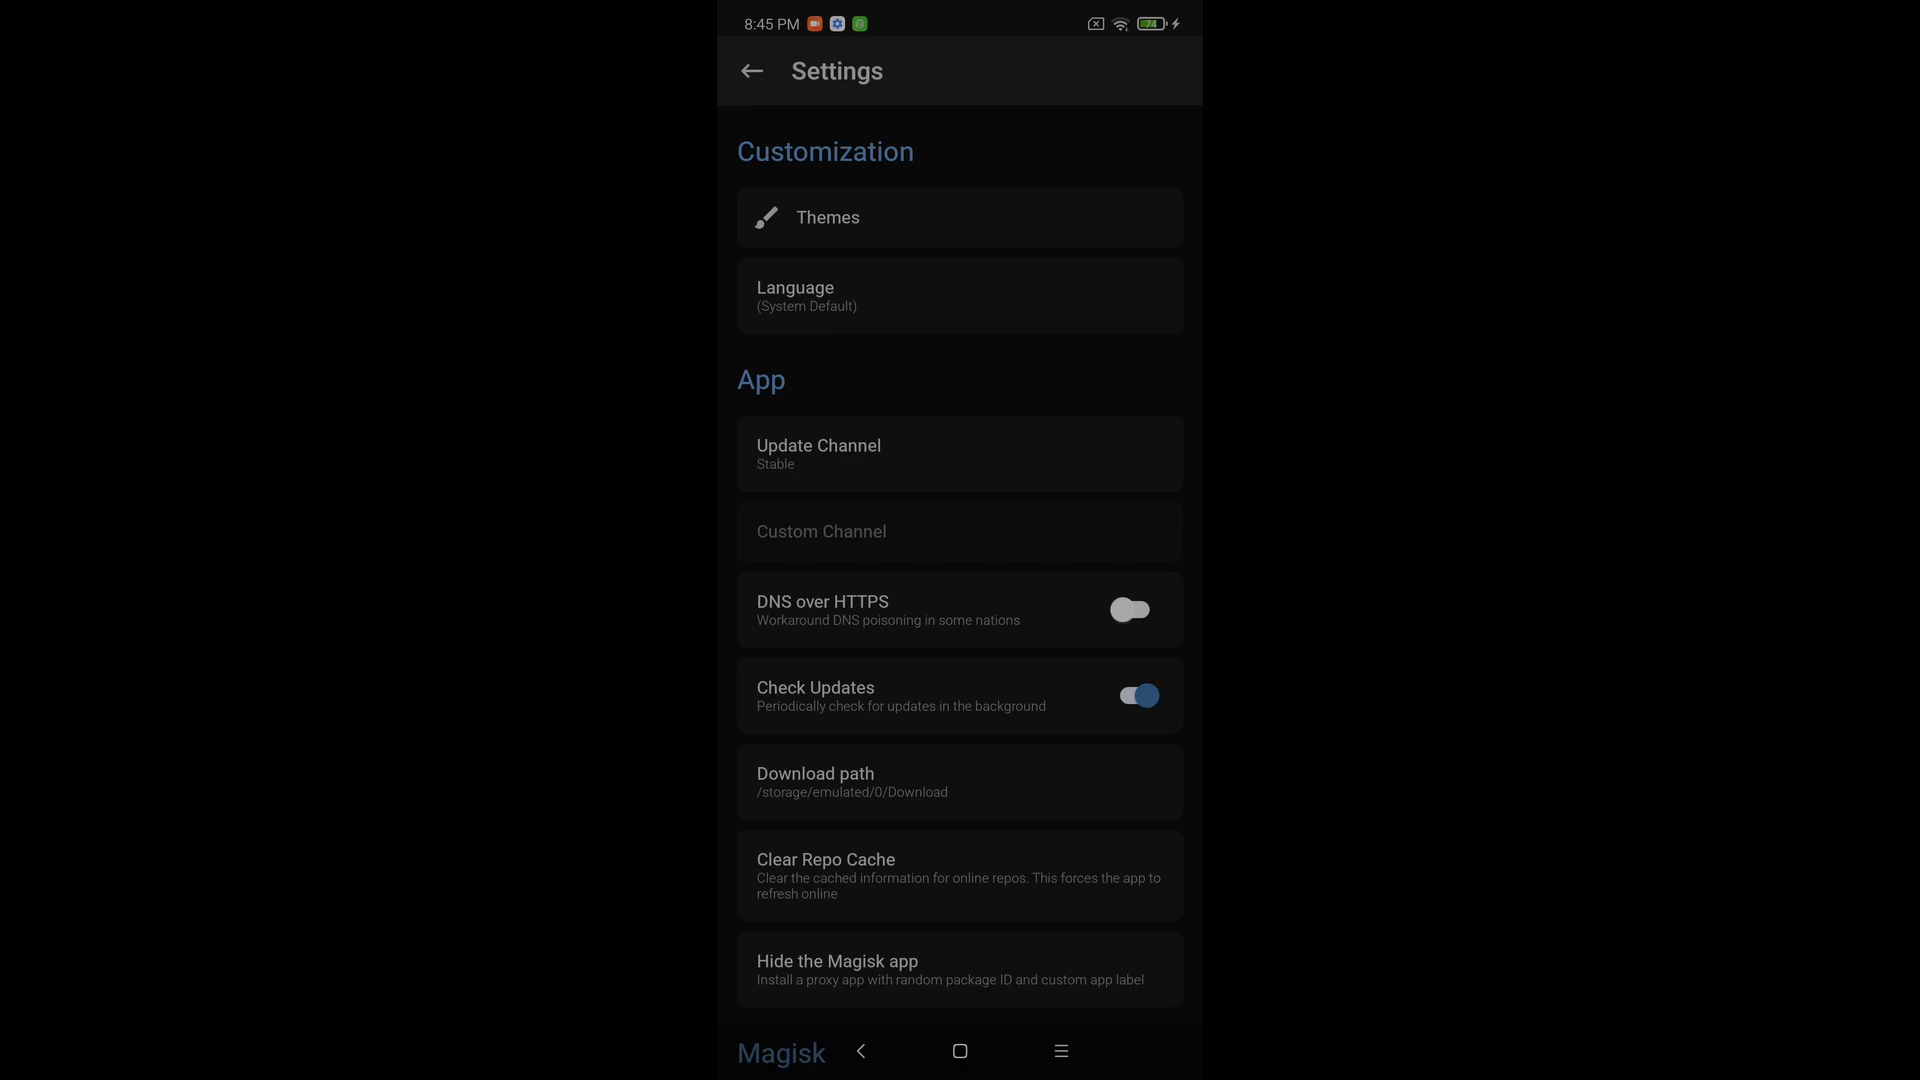 8:45 PM
74
Settings
Customization
Themes
Language
(System Default)
App
Update Channel
Stable
Custom Channel
DNS over HTTPS
Workaround DNS poisoning in some nations
Check Updates
Periodically check for updates in the background
Download path
/storage/emulated/0/Download
Clear Repo Cache
Clear the cached information for online repos. This forces the app to
refresh online
Hide the Magisk app
Install a proxy app with random package ID and custom app label
Magisk